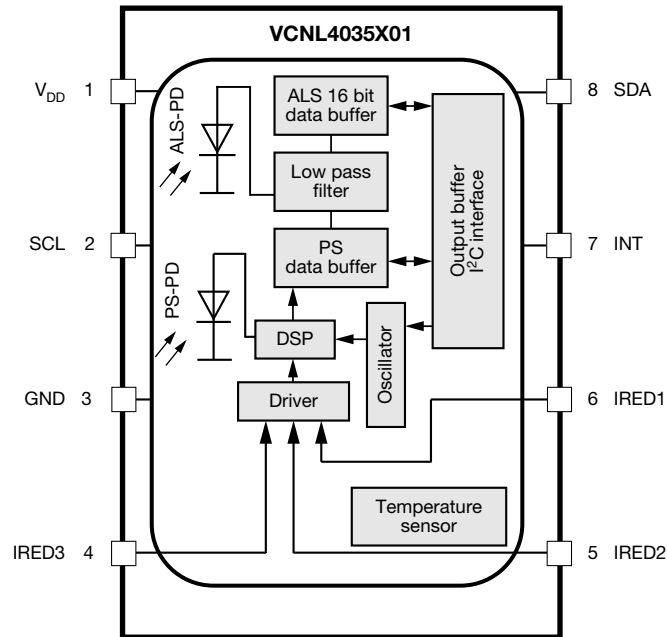 VCNL4035X01
V_DD 1
8 SDA
ALS-PD
ALS 16 bit
data buffer
Low pass
filter
Output buffer
I²C interface
SCL 2
7 INT
PS
data buffer
PS-PD
DSP
Oscillator
GND 3
Driver
6 IRED1
Temperature
sensor
IRED3 4
5 IRED2